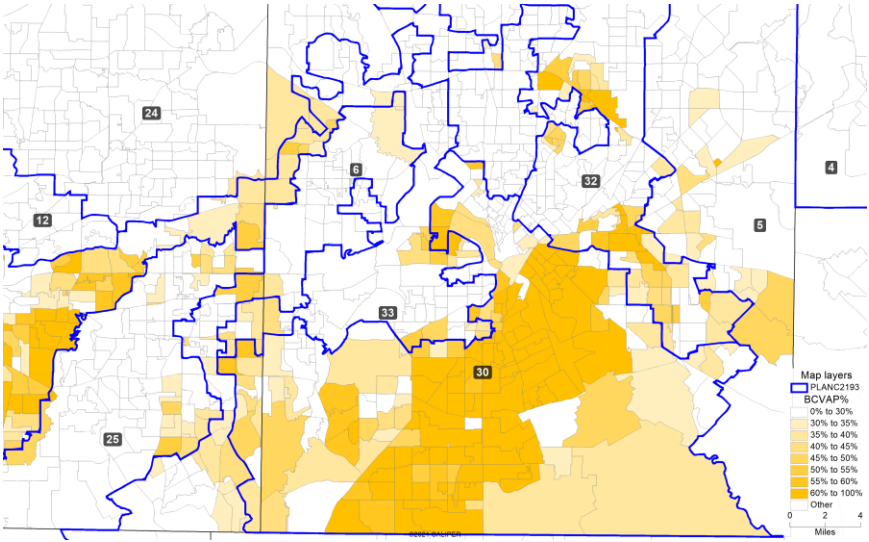 24
6
4
32
12
5
33
30
25
Map layers
PLANC2193
BCVAP%
0% to 30%
30% to 35%
35% to 40%
40% to 45%
45% to 50%
50% to 55%
55% to 60%
60% to 100%
Other
0 2 4
Miles
©2021 CALIPER